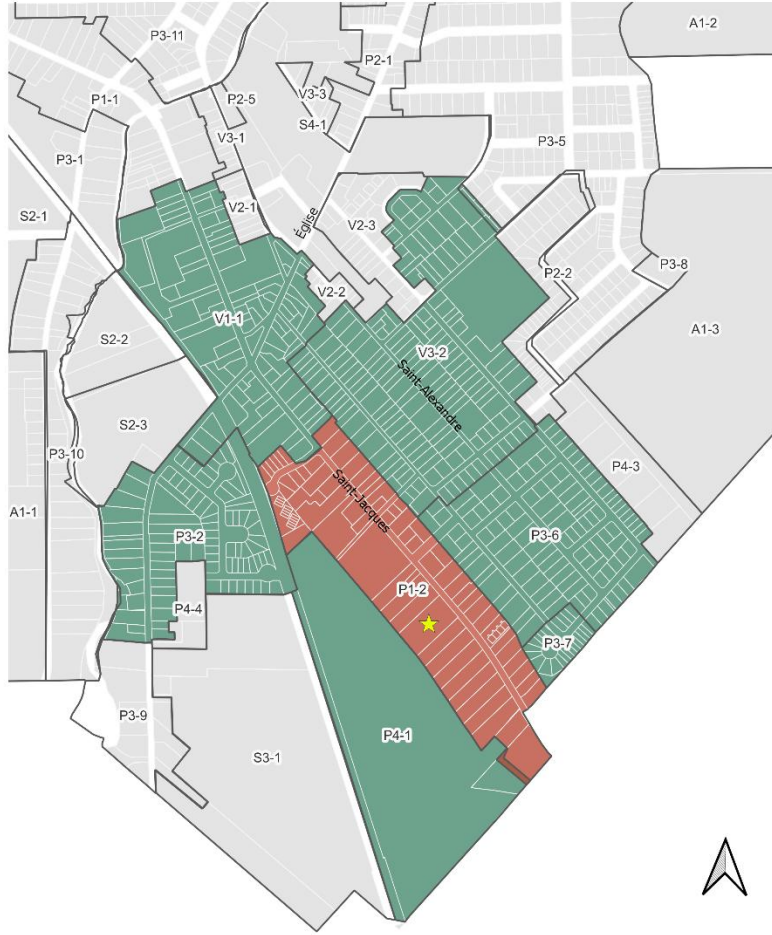 A1-2
P3-11
P2-1
V3-3
P1-1
P2-5
S4-1
V3-1
P3-5
P3-1
V2-1
S2-1
Église
V2-3
P3-8
P2-2
V2-2
V1-1
A1-3
S2-2
V3-2
Saint-Alexandre
S2-3
P3-10
P4-3
Saint-Jacques
A1-1
P3-2
P3-6
P1-2
P4-4
P3-7
P3-9
P4-1
S3-1